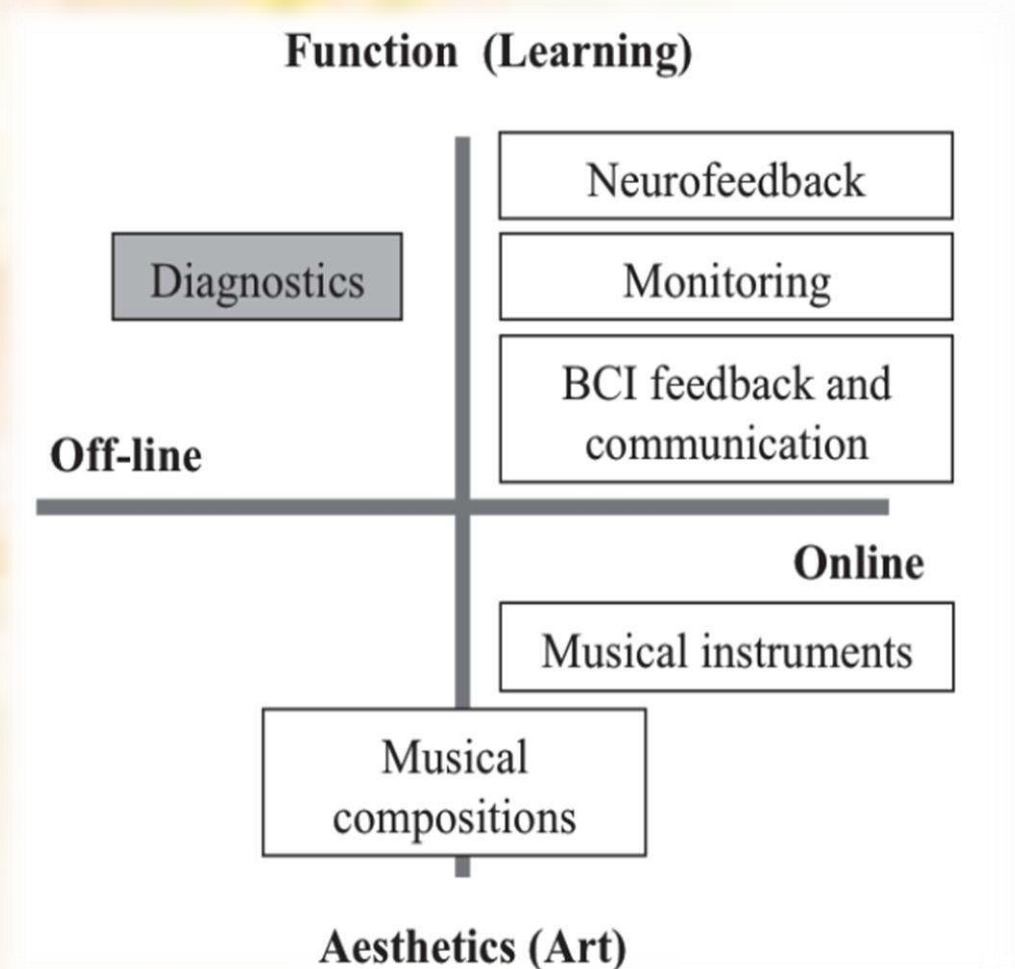 Function (Learning)
Neurofeedback
Diagnostics
Monitoring
BCI feedback and
communication
Off-line
Online
Musical instruments
Musical
compositions
Aesthetics (Art)